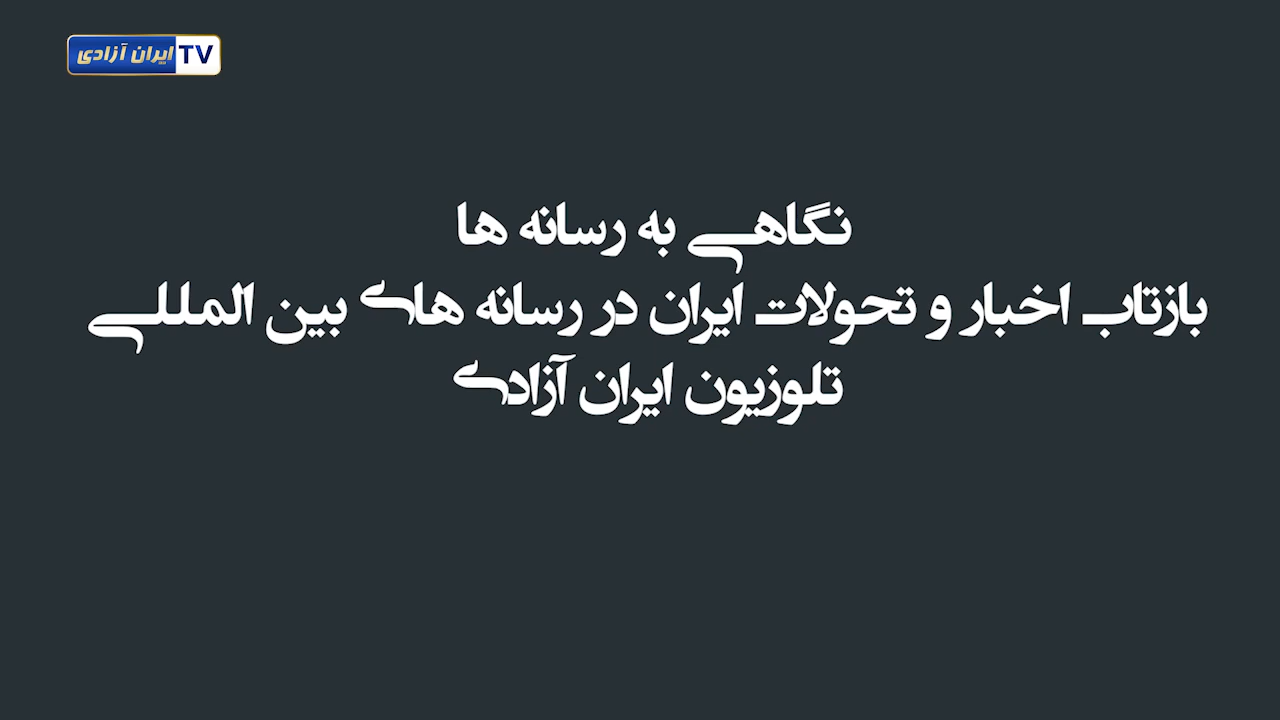 ایران آزادی TV
نگاهی به رسانه ها
بازتاب اخبار و تحولات ایران در رسانه های بین المللی
تلوزیون ایران آزادی